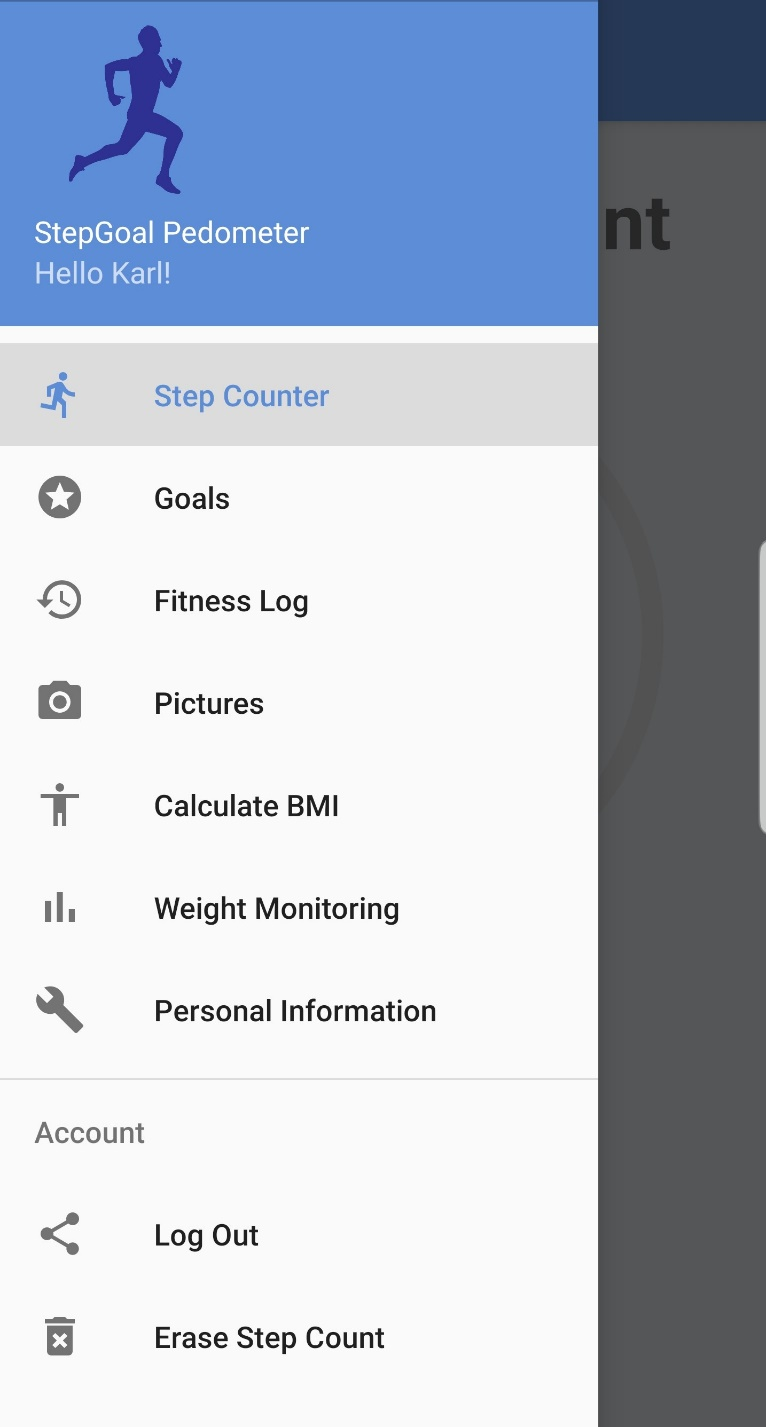 StepGoal Pedometer
Hello Karl!
nt
Step Counter
Goals
Fitness Log
Pictures
Calculate BMI
Weight Monitoring
Personal Information
Account
Log Out
Erase Step Count